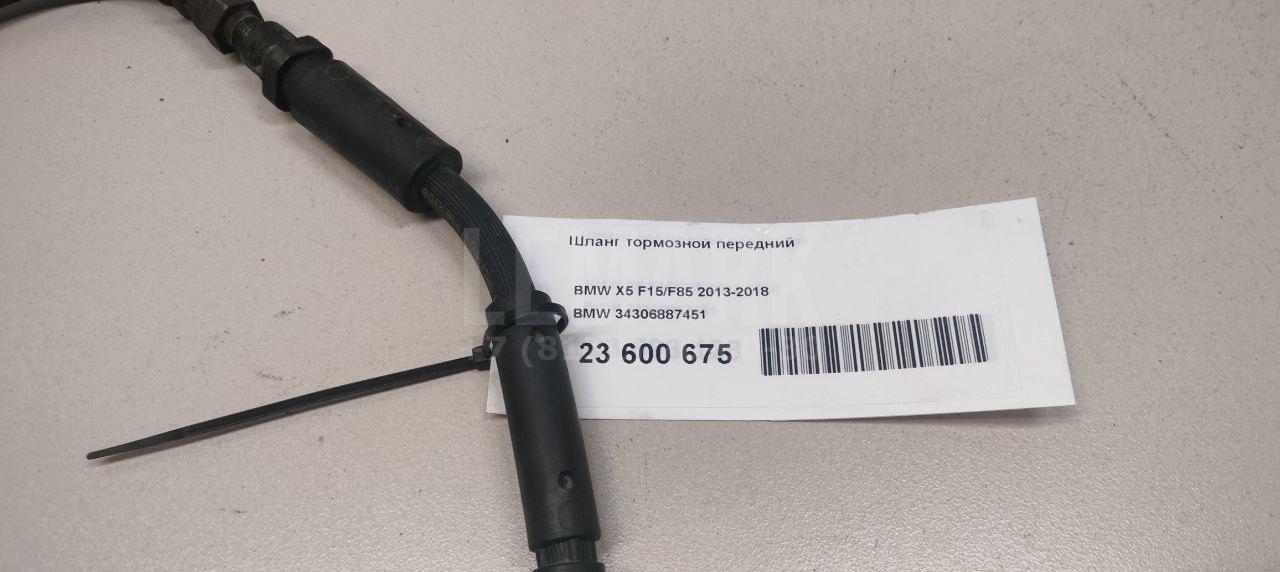 Шланг тормозной передний
BMW X5 F15/F85 2013-2018
BMW 34306887451
23 600 675